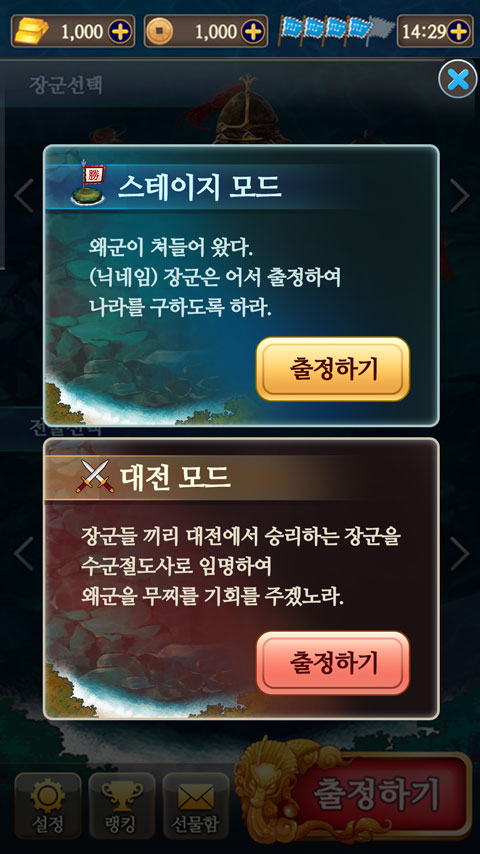 1,000
1,000
14:29
장군선택
勝
스테이지 모드
왜군이 쳐들어 왔다.
(닉네임) 장군은 어서 출정하여
나라를 구하도록 하라.
출정하기
전술선택
대전 모드
장군들 끼리 대전에서 승리하는 장군을
수군절도사로 임명하여
왜군을 무찌를 기회를 주겠노라.
출정하기
설정
랭킹
선물함
출정하기